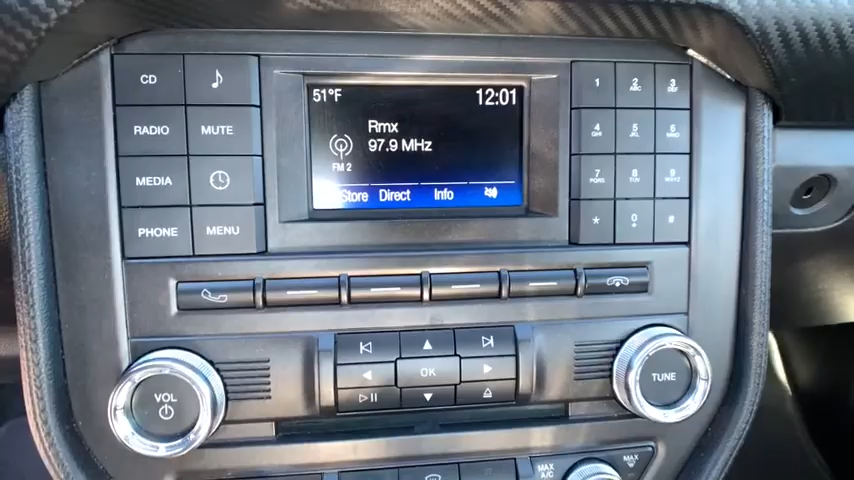 CD
RADIO MUTE
MEDIA
PHONE MENU
51°F 12:01
Rmx
97.9 MHz
FM 2
Store Direct Info
1 2 ABC 3 DEF
4 GHI 5 JKL 6 MNO
7 PQRS 8 TUV 9 WXYZ
* 0 + #
OK
VOL
TUNE
MAX A/C
MAX